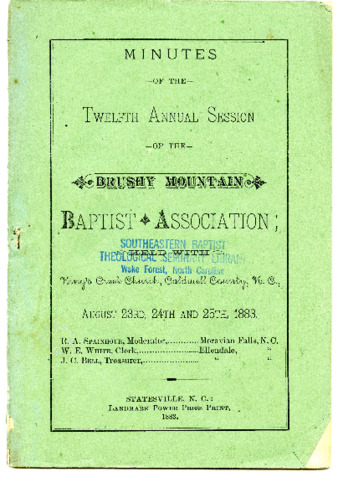 MINUTES
—OF THE—
TWELFTH ANNUAL SESSION
—OF THE—
BRUSHY MOUNTAIN
BAPTIST ASSOCIATION;
HELD WITH
SOUTHEASTERN BAPTIST
THEOLOGICAL SEMINARY LIBRARY
Wake Forest, North Carolina
King's Creek Church, Caldwell County, N. C.,
AUGUST 23RD, 24TH AND 25TH, 1883.
R. A. SPAINHOUR, Moderator,.......... Moravian Falls, N. C.
W. E. WHITE, Clerk,.......... Ellendale, "
J. C. BELL, Treasurer,.......... " "
STATESVILLE, N. C.:
LANDMARK POWER PRESS PRINT,
1883.